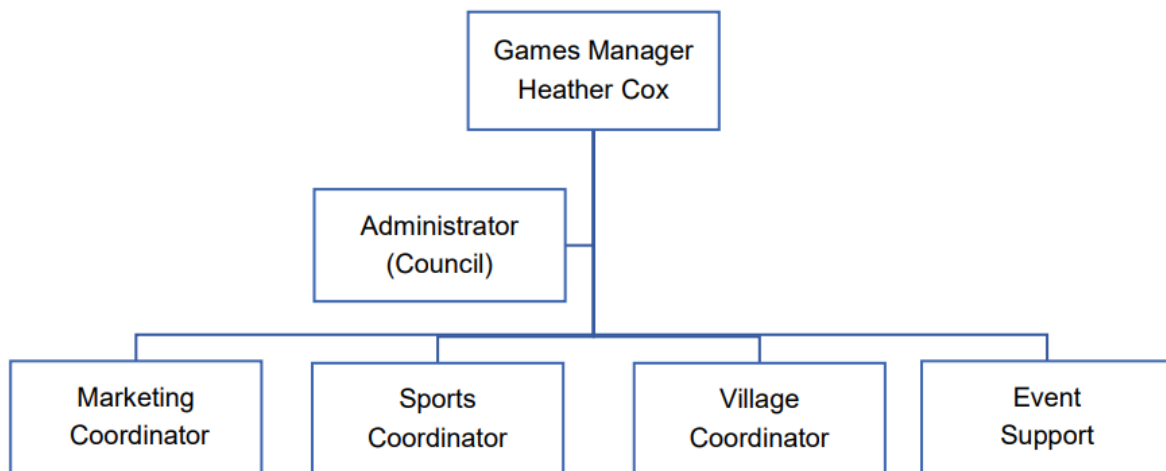 Games Manager
Heather Cox
Administrator
(Council)
Marketing
Coordinator
Sports
Coordinator
Village
Coordinator
Event
Support